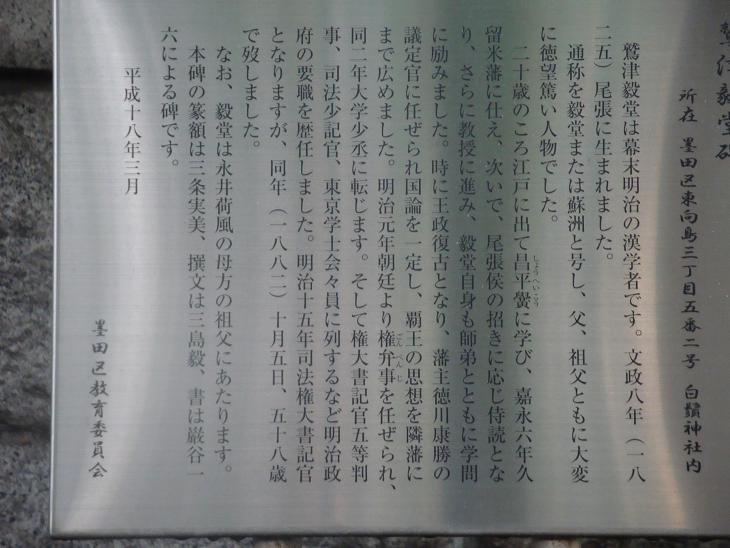 鷲津毅堂碑
所在 墨田区東向島三丁目五番二号 白鬚神社内
鷲津毅堂は幕末明治の漢学者です。文政八年(一八
二五)尾張に生まれました。
通称を毅堂または蘇洲と号し、父、祖父ともに大変
に徳望篤い人物でした。
二十歳のころ江戸に出て昌平黌に学び、嘉永六年久
しょうへいこう
留米藩に仕え、次いで、尾張侯の招きに応じ侍読とな
り、さらに教授に進み、毅堂自身も師弟とともに学問
に励みました。時に王政復古となり、藩主徳川康勝の
議定官に任ぜられ国論を一定し、覇王の思想を隣藩に
まで広めました。明治元年朝廷より権弁事を任ぜられ、
ごんべんじ
同二年大学少丞に転じます。そして権大書記官五等判
事、司法少記官、東京学士会々員に列するなど明治政
府の要職を歴任しました。明治十五年司法権大書記官
となりますが、同年(一八八二)十月五日、五十八歳
で歿しました。
なお、毅堂は永井荷風の母方の祖父にあたります。
本碑の篆額は三条実美、撰文は三島毅、書は巌谷一
六による碑です。
平成十八年三月
墨田区教育委員会